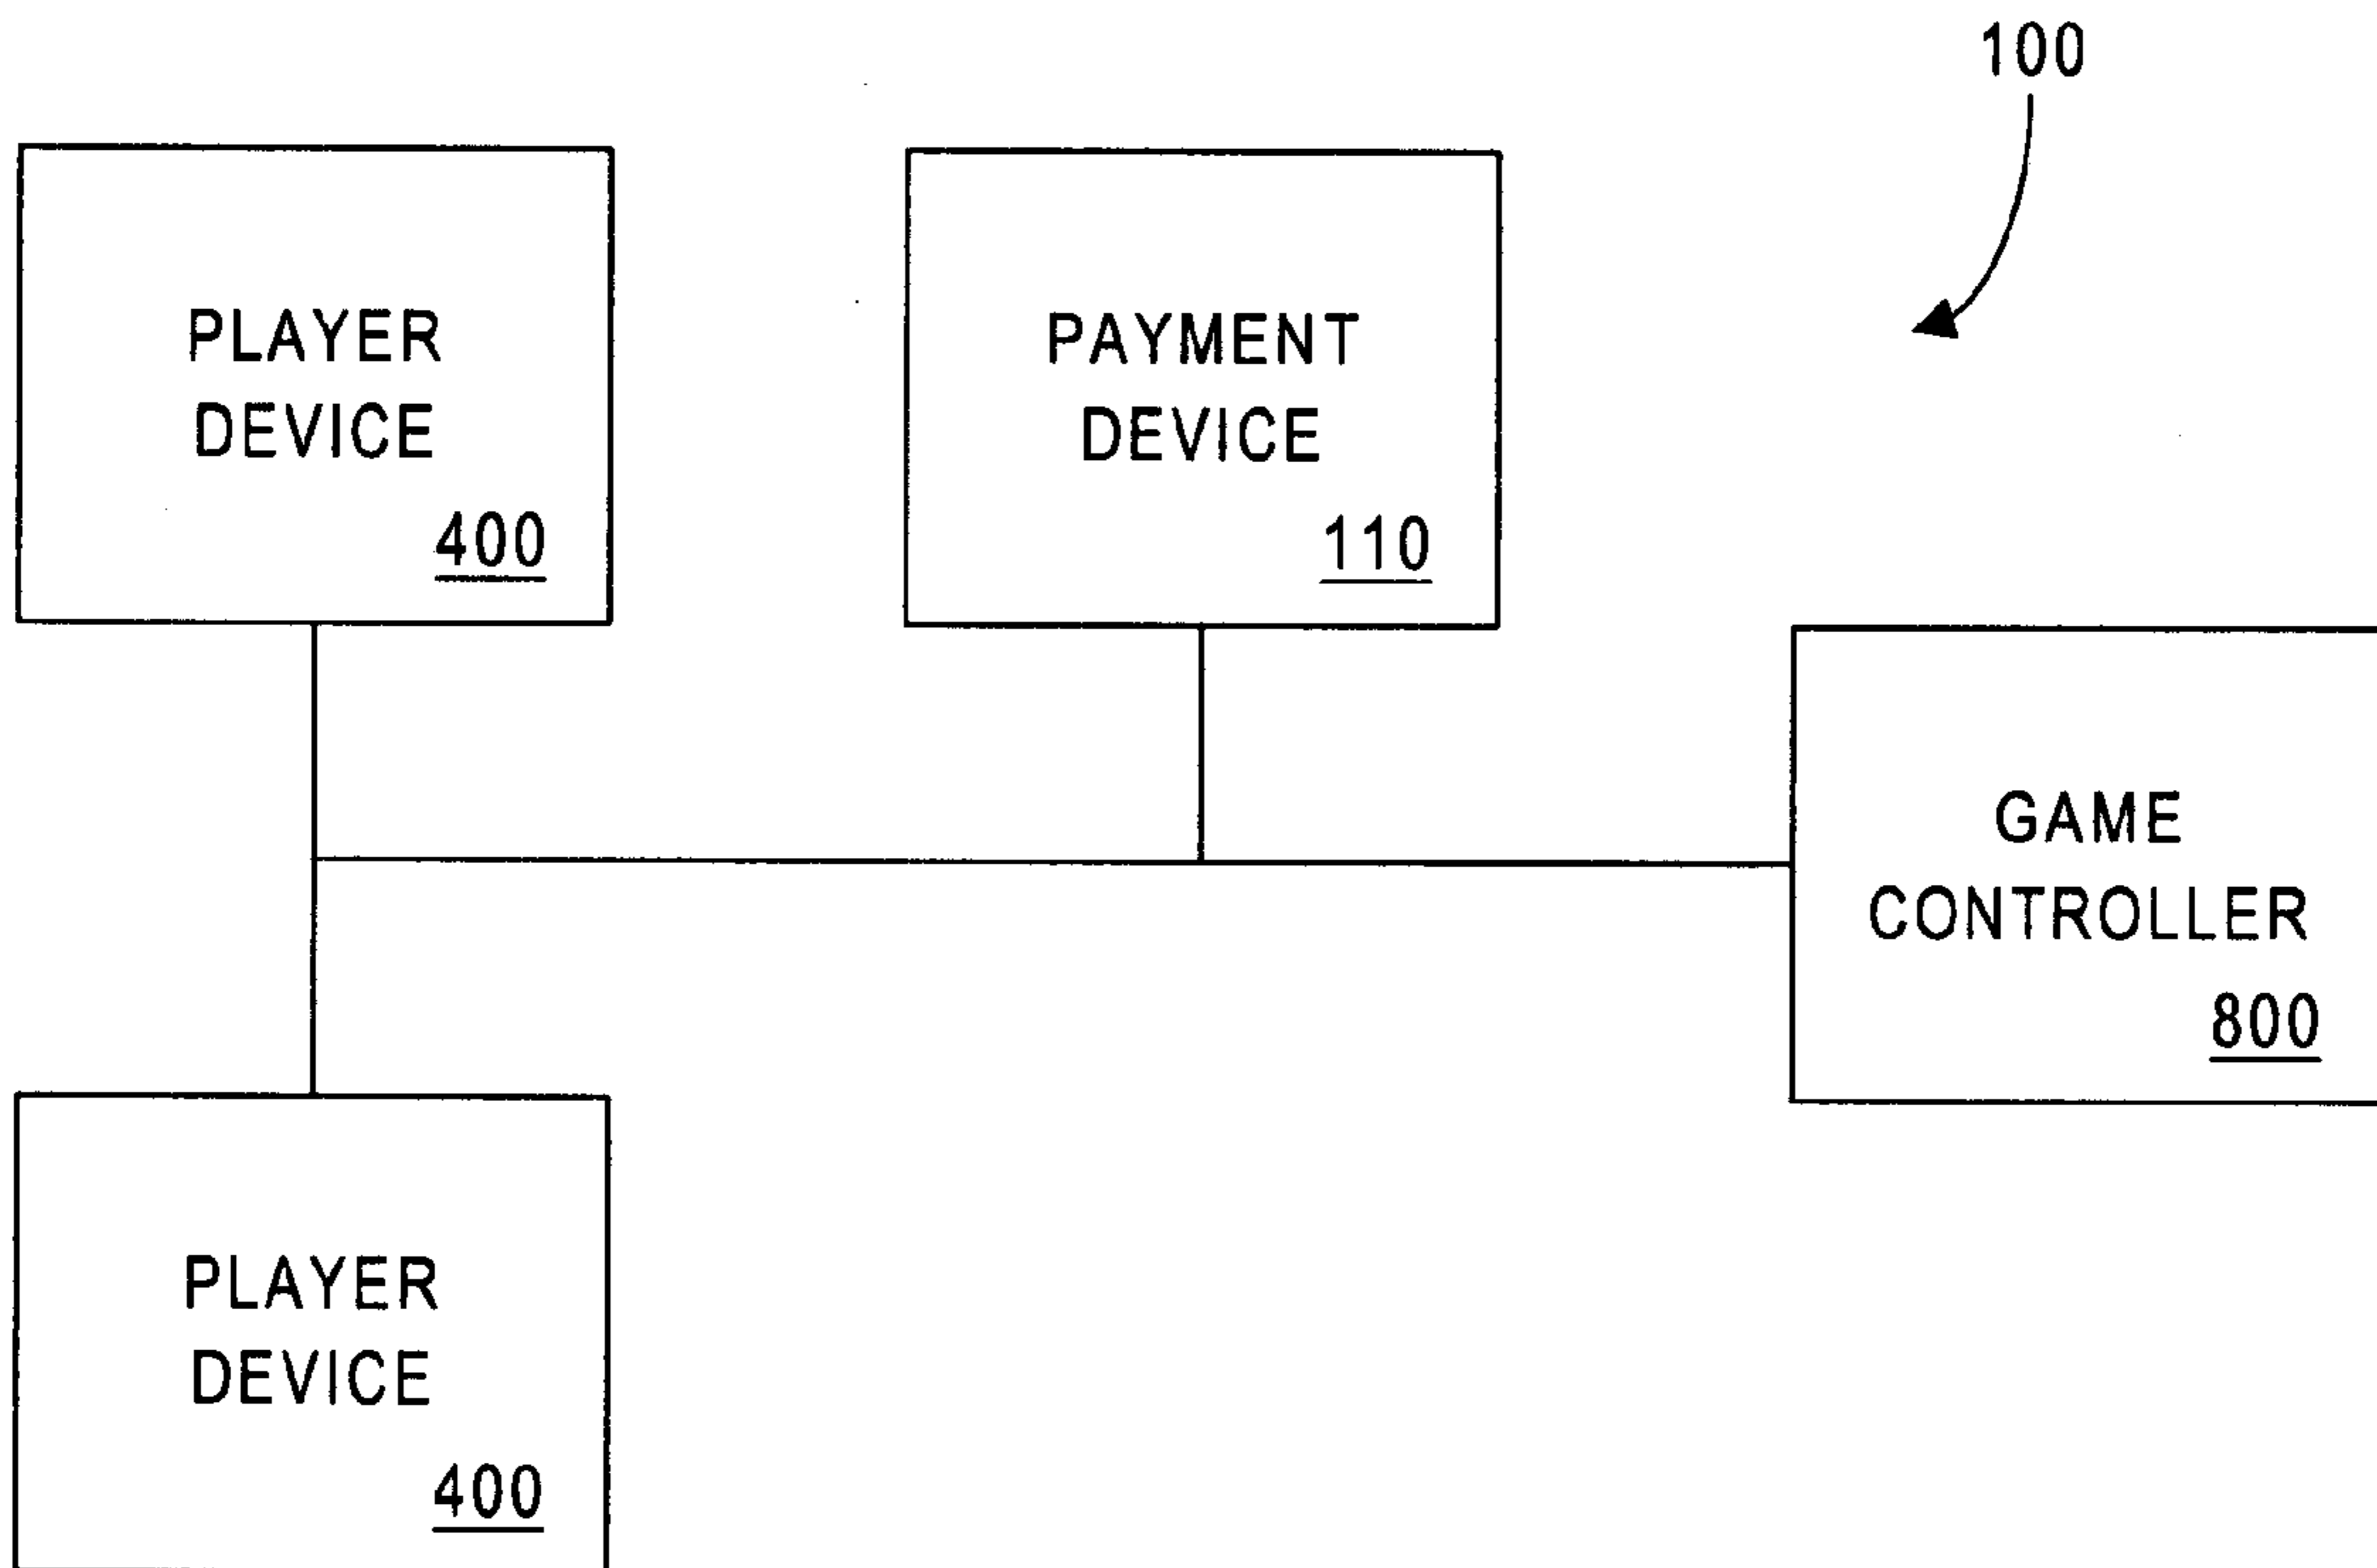 100
PLAYER
DEVICE
400
PAYMENT
DEVICE
110
GAME
CONTROLLER
800
PLAYER
DEVICE
400